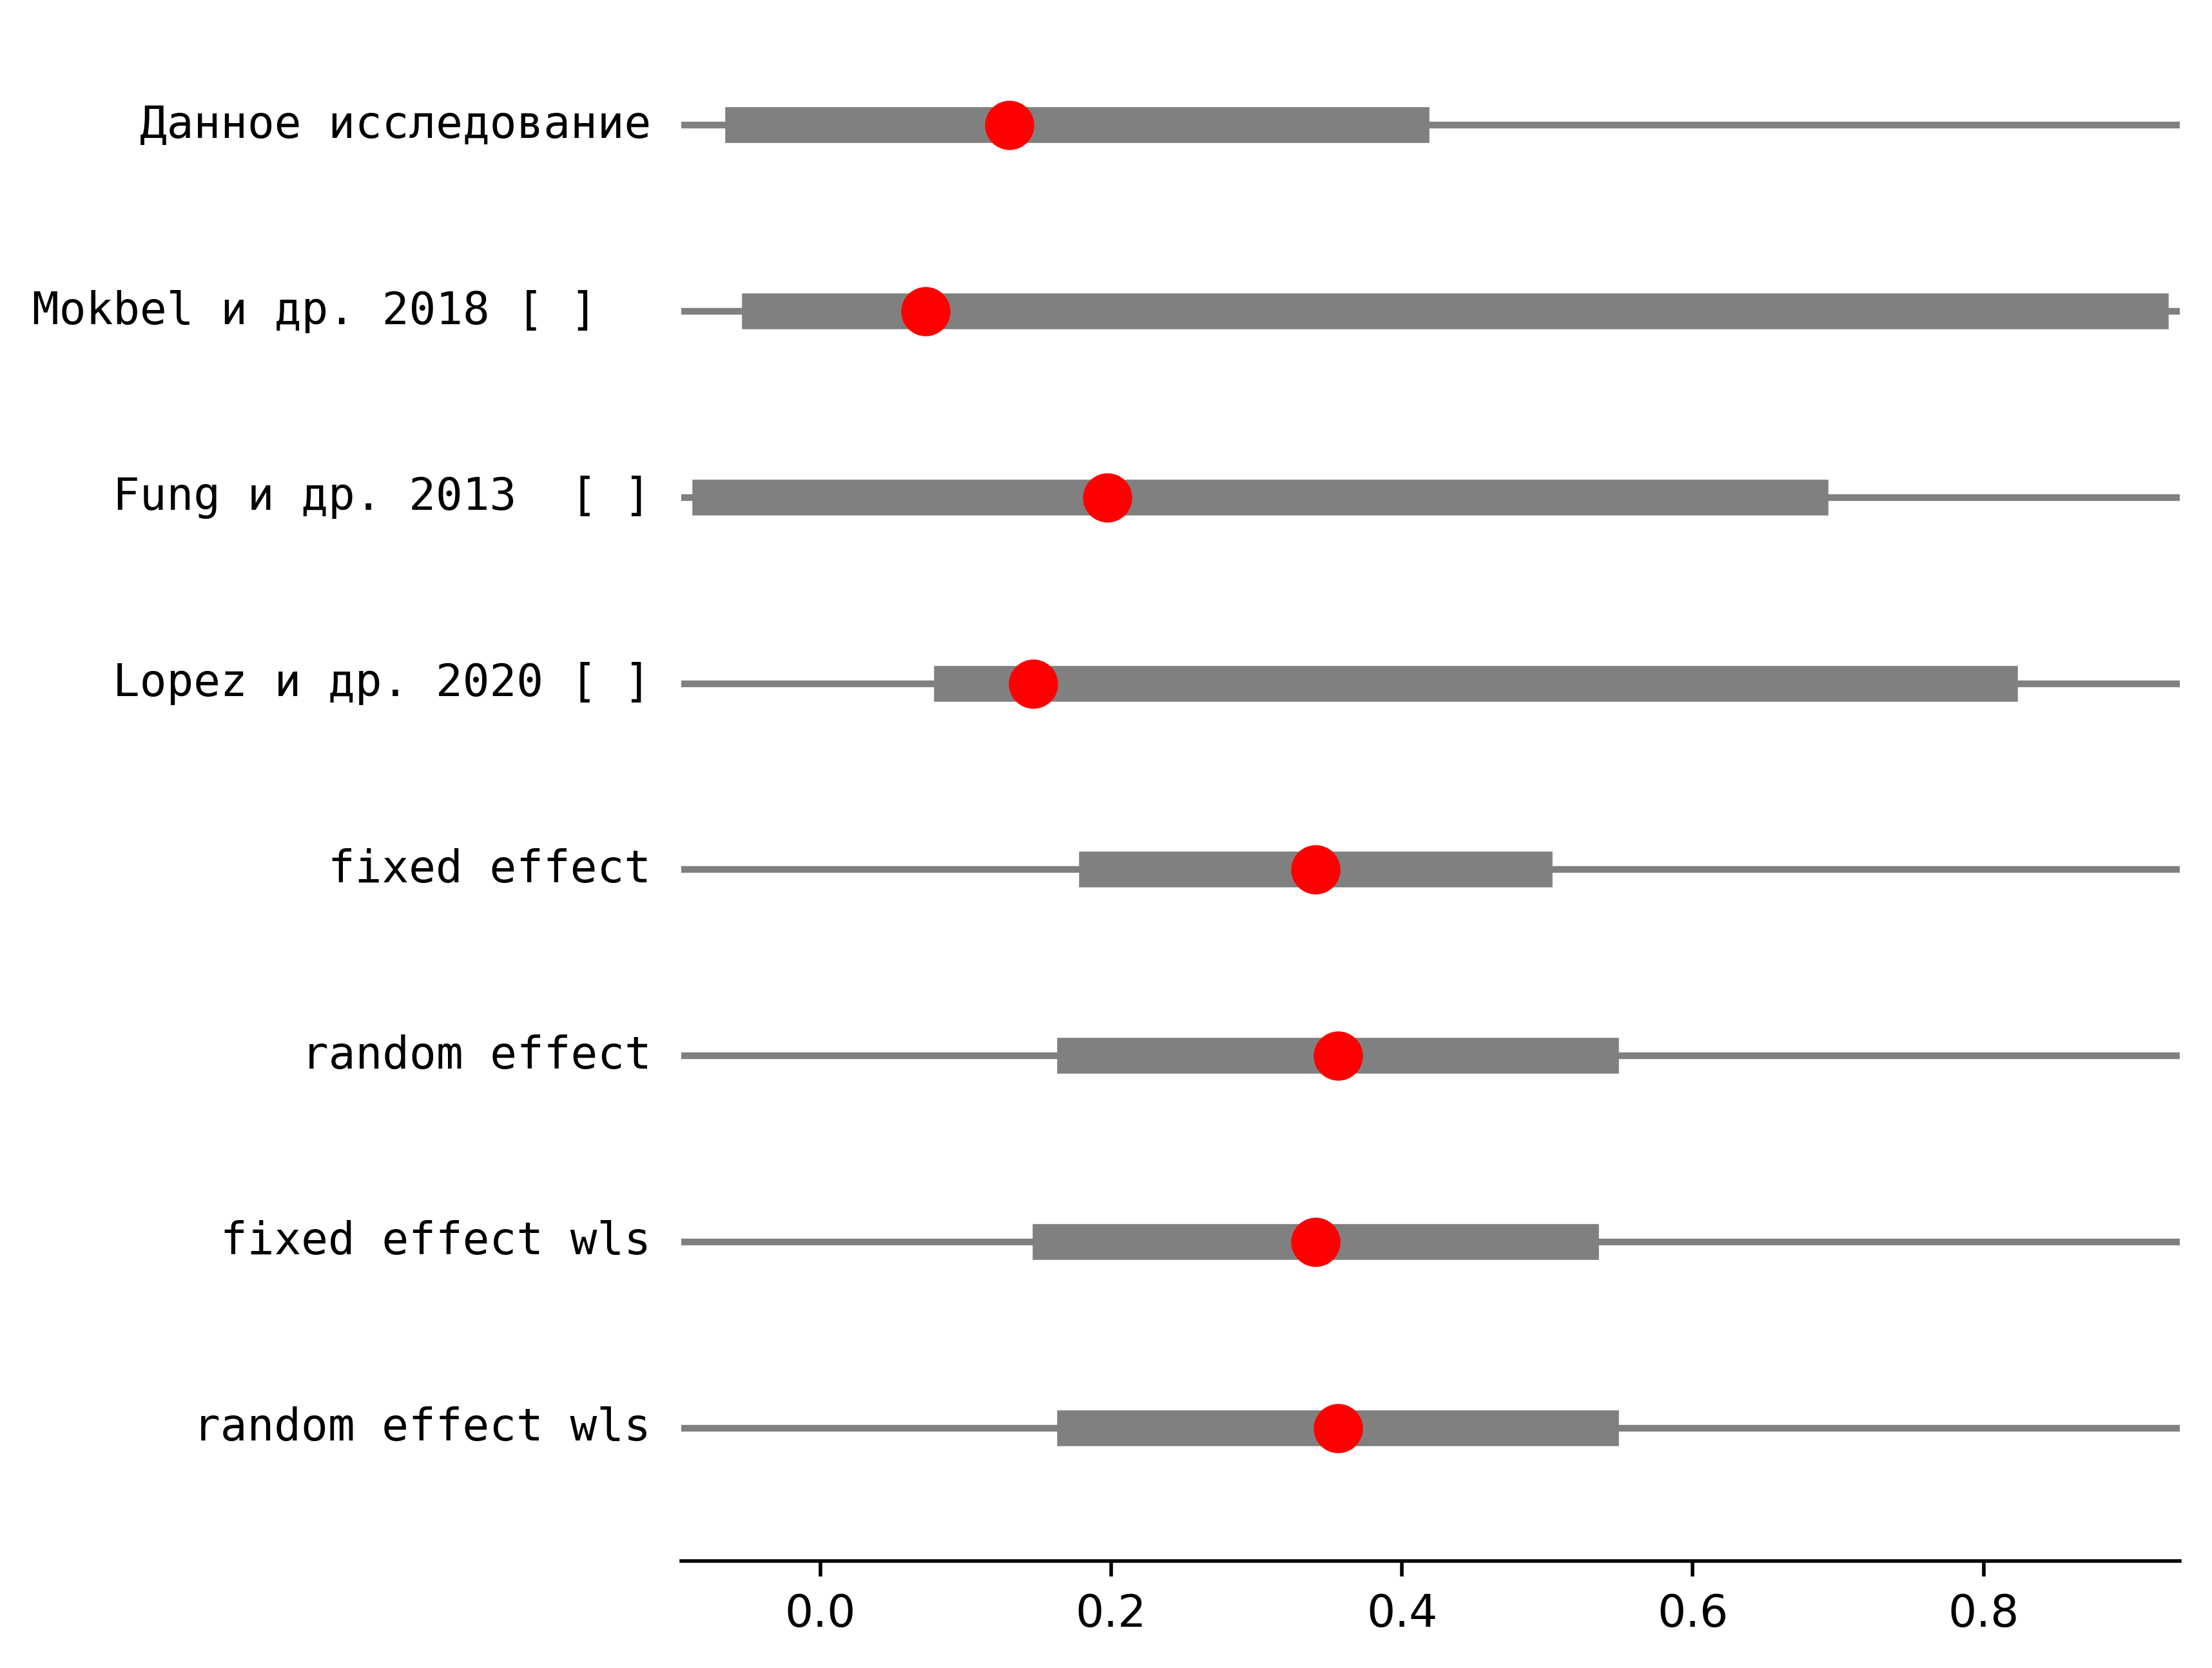 Данное исследование
Mokbel и др. 2018 [ ]
Fung и др. 2013  [ ]
Lopez и др. 2020 [ ]
fixed effect
random effect
fixed effect wls
random effect wls
0.0 0.2 0.4 0.6 0.8